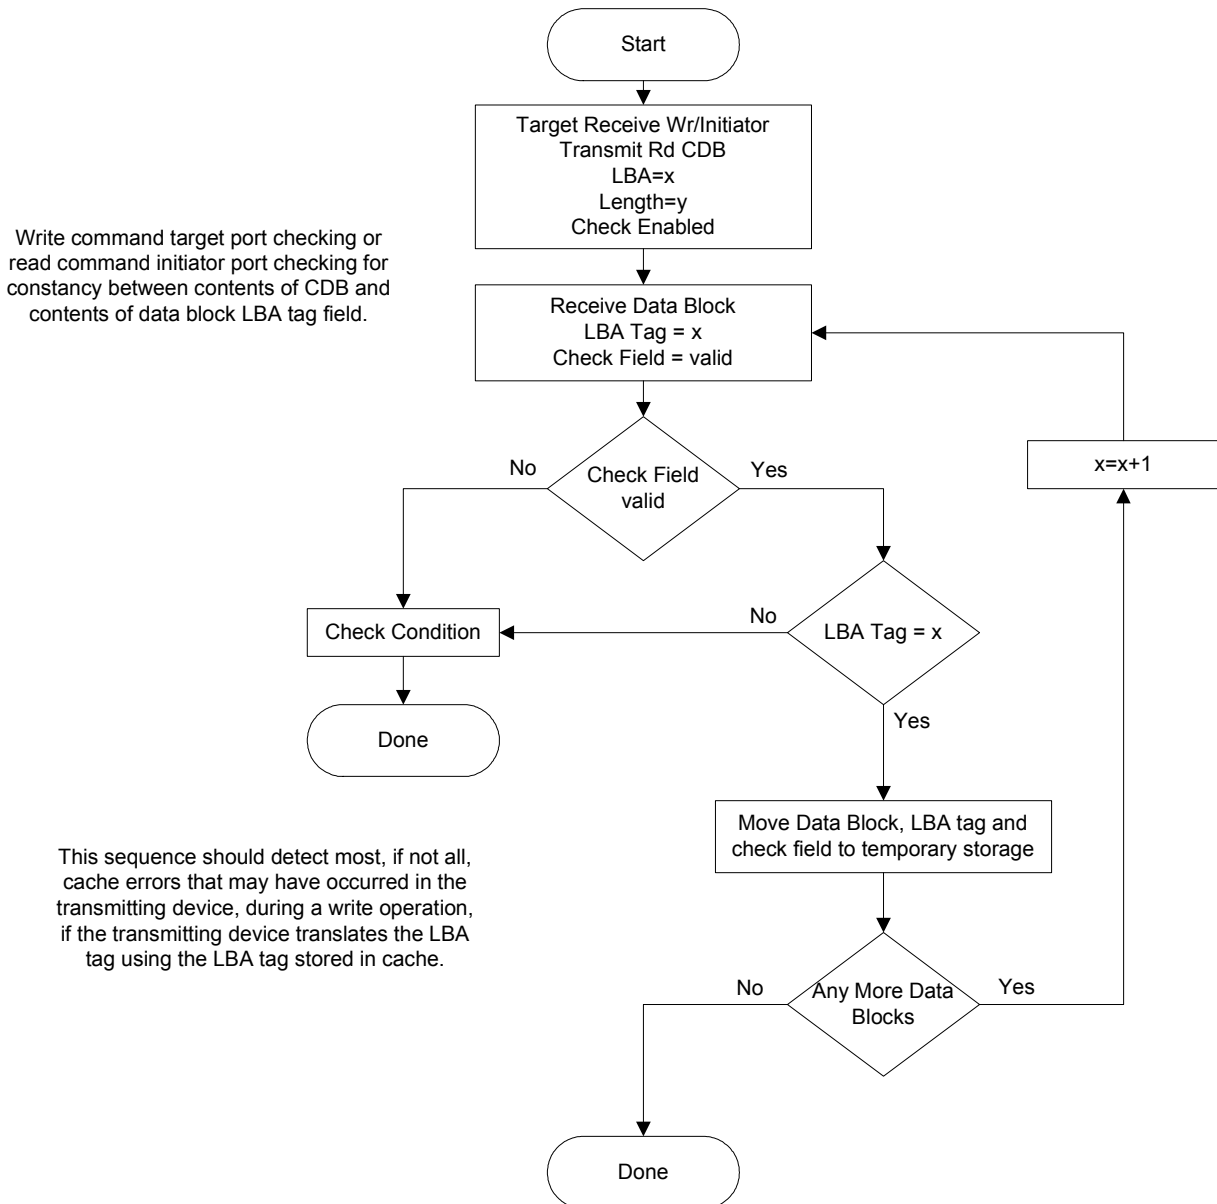 Start
Target Receive Wr/Initiator
Transmit Rd CDB
LBA=x
Length=y
Check Enabled
Write command target port checking or
read command initiator port checking for
constancy between contents of CDB and
contents of data block LBA tag field.
Receive Data Block
LBA Tag = x
Check Field = valid
x=x+1
No
Check Field
valid
Yes
Check Condition
No
LBA Tag = x
Yes
Done
Move Data Block, LBA tag and
check field to temporary storage
This sequence should detect most, if not all,
cache errors that may have occurred in the
transmitting device, during a write operation,
if the transmitting device translates the LBA
tag using the LBA tag stored in cache.
No
Any More Data
Blocks
Yes
Done